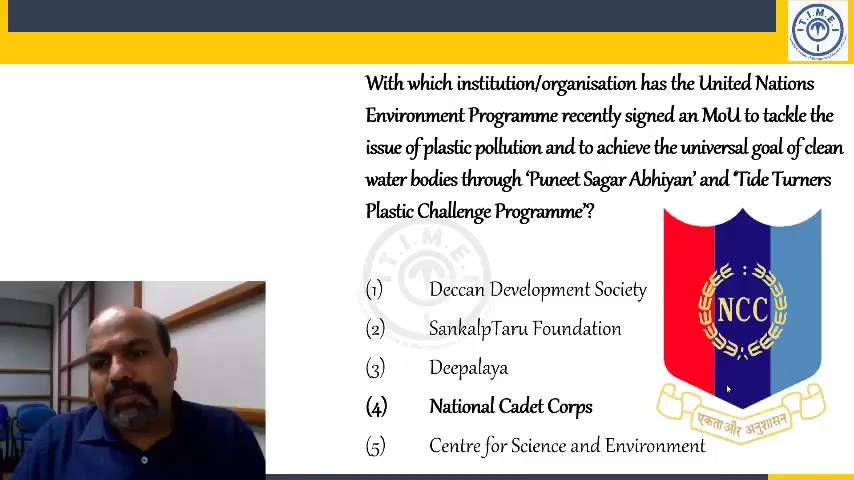 T.I.M.E.
With which institution/organisation has the United Nations
Environment Programme recently signed an MoU to tackle the
issue of plastic pollution and to achieve the universal goal of clean
water bodies through ‘Puneet Sagar Abhiyan’ and ‘Tide Turners
Plastic Challenge Programme’?
(1) Deccan Development Society
(2) SankalpTaru Foundation
(3) Deepalaya
(4) National Cadet Corps
(5) Centre for Science and Environment
NCC
एकता और अनुशासन
T.I.M.E.